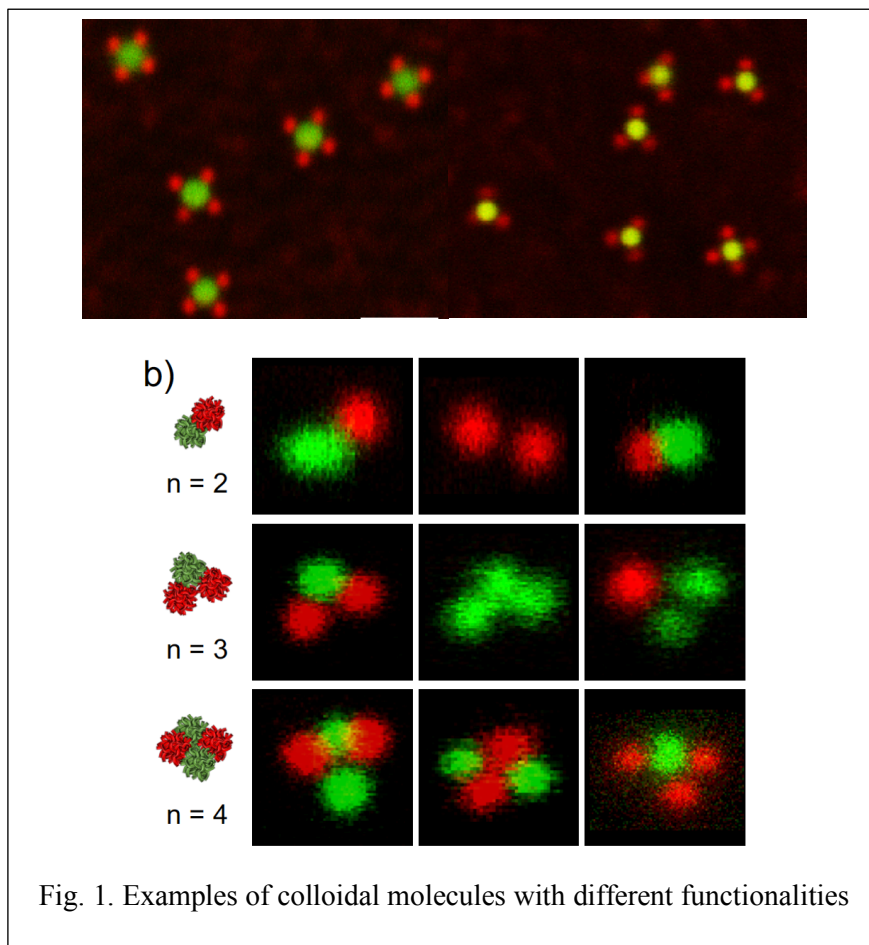 b)
n = 2
n = 3
n = 4
Fig. 1. Examples of colloidal molecules with different functionalities